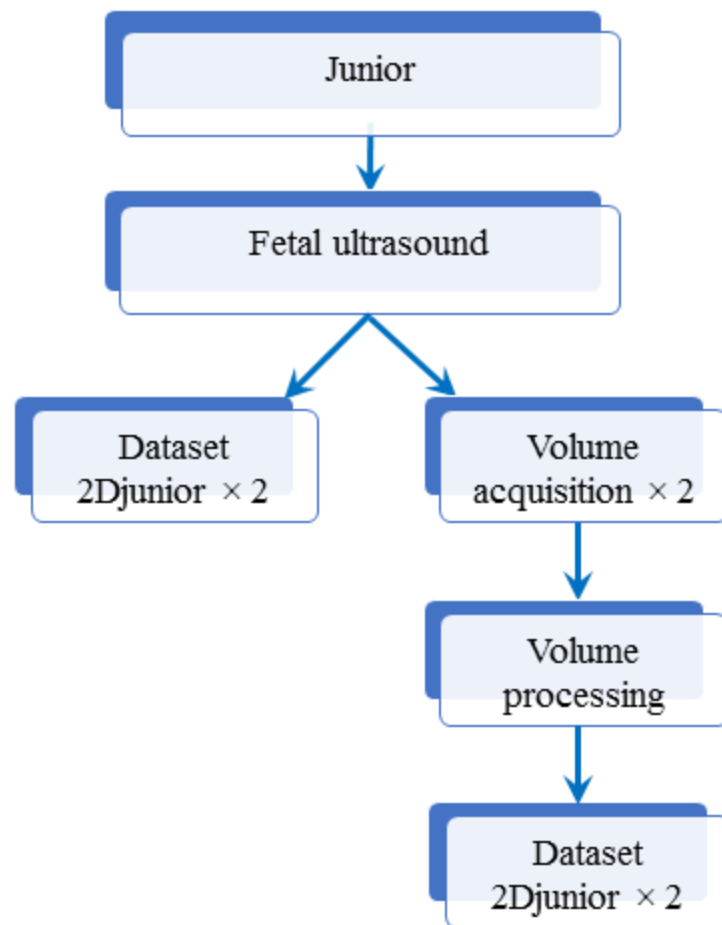 Junior
Fetal ultrasound
Dataset
2Djunior × 2
Volume
acquisition × 2
Volume
processing
Dataset
2Djunior × 2